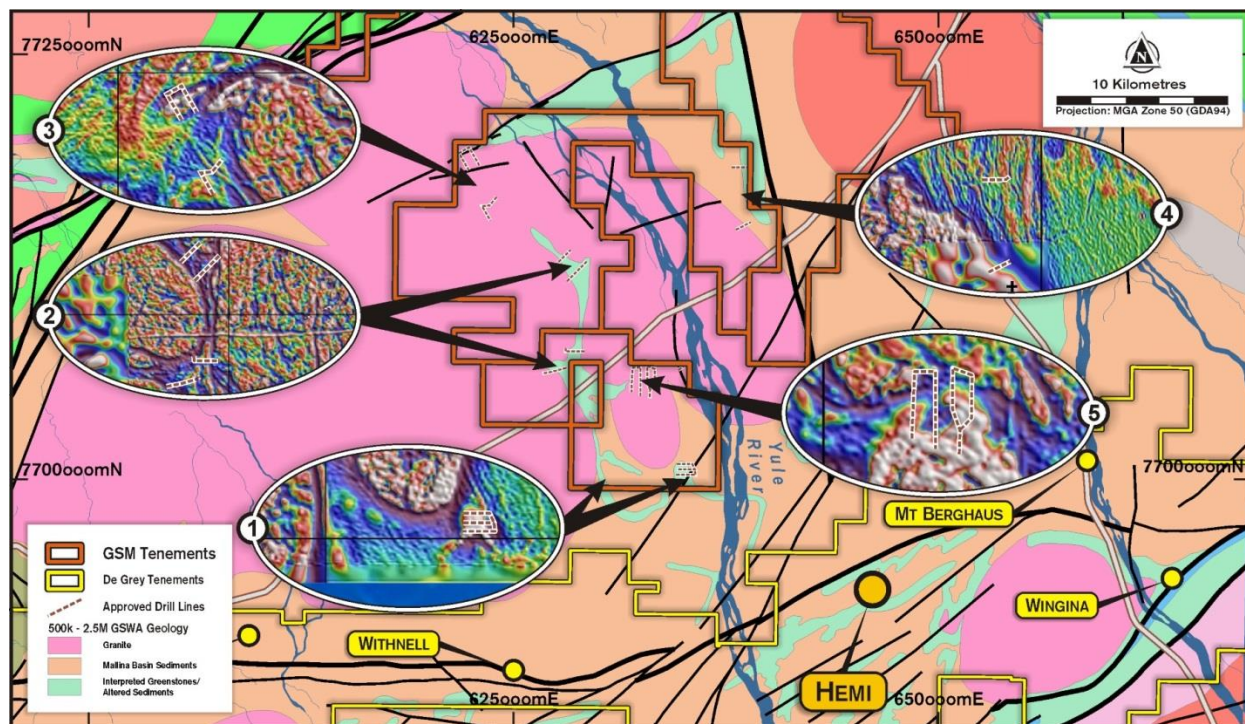 7725000mN
625000mE
650000mE
N
10 Kilometres
Projection: MGA Zone 50 (GDA94)
3
4
2
5
Yule
River
7700000mN
7700000mN
1
MT BERGHAUS
GSM Tenements
De Grey Tenements
Approved Drill Lines
500k - 2.5M GSWA Geology
Granite
Mallina Basin Sediments
Interpreted Greenstones/
Altered Sediments
WITHNELL
WINGINA
HEMI
625000mE
650000mE